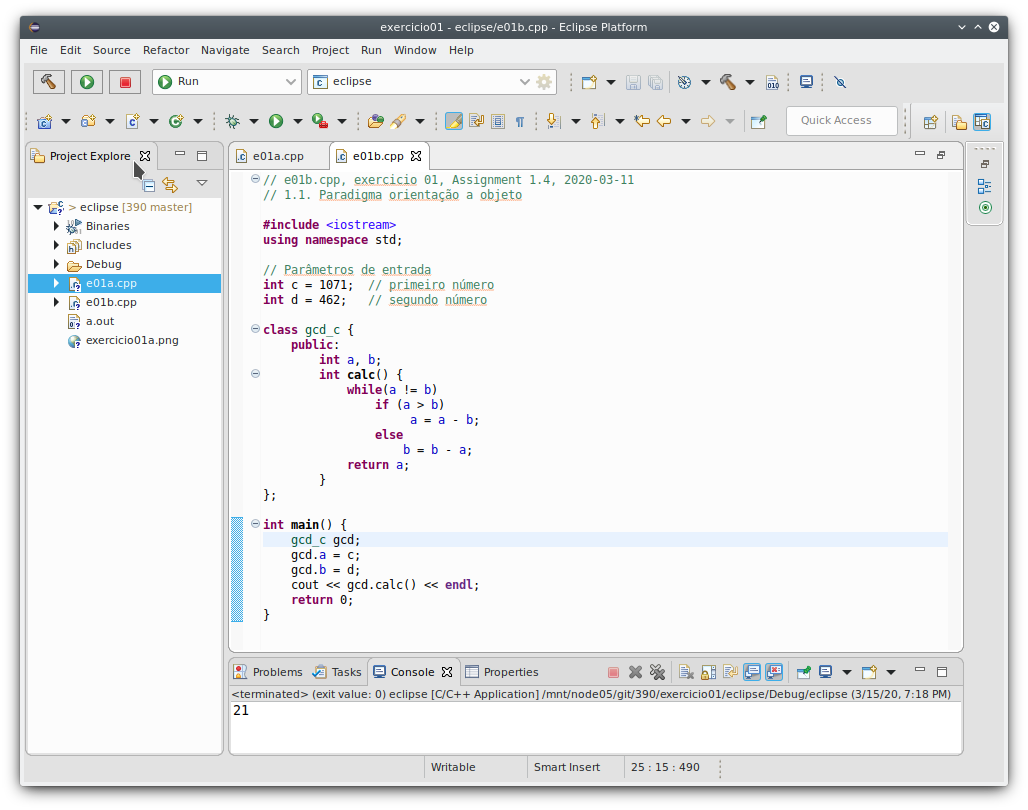 exercicio01 - eclipse/e01b.cpp - Eclipse Platform
File Edit Source Refactor Navigate Search Project Run Window Help
Run eclipse
Quick Access
Project Explore
e01a.cpp e01b.cpp
> eclipse [390 master]
Binaries
Includes
Debug
e01a.cpp
e01b.cpp
a.out
exercicio01a.png
// e01b.cpp, exercicio 01, Assignment 1.4, 2020-03-11
// 1.1. Paradigma orientação a objeto
#include <iostream>
using namespace std;
// Parâmetros de entrada
int c = 1071;  // primeiro número
int d = 462;   // segundo número
class gcd_c {
    public:
        int a, b;
        int calc() {
            while(a != b)
                if (a > b)
                     a = a - b;
                else
                    b = b - a;
            return a;
        }
};
int main() {
    gcd_c gcd;
    gcd.a = c;
    gcd.b = d;
    cout << gcd.calc() << endl;
    return 0;
}
Problems Tasks Console Properties
<terminated> (exit value: 0) eclipse [C/C++ Application] /mnt/node05/git/390/exercicio01/eclipse/Debug/eclipse (3/15/20, 7:18 PM)
21
Writable Smart Insert 25 : 15 : 490